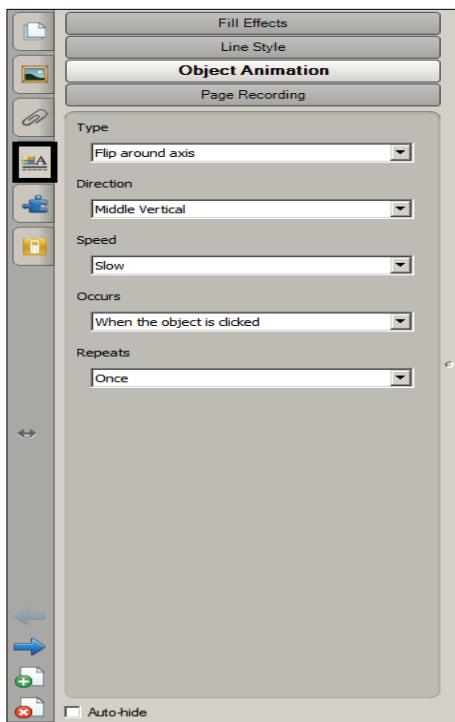 Fill Effects
Line Style
Object Animation
Page Recording
Type
Flip around axis
Direction
Middle Vertical
Speed
Slow
Occurs
When the object is clicked
Repeats
Once
Auto-hide